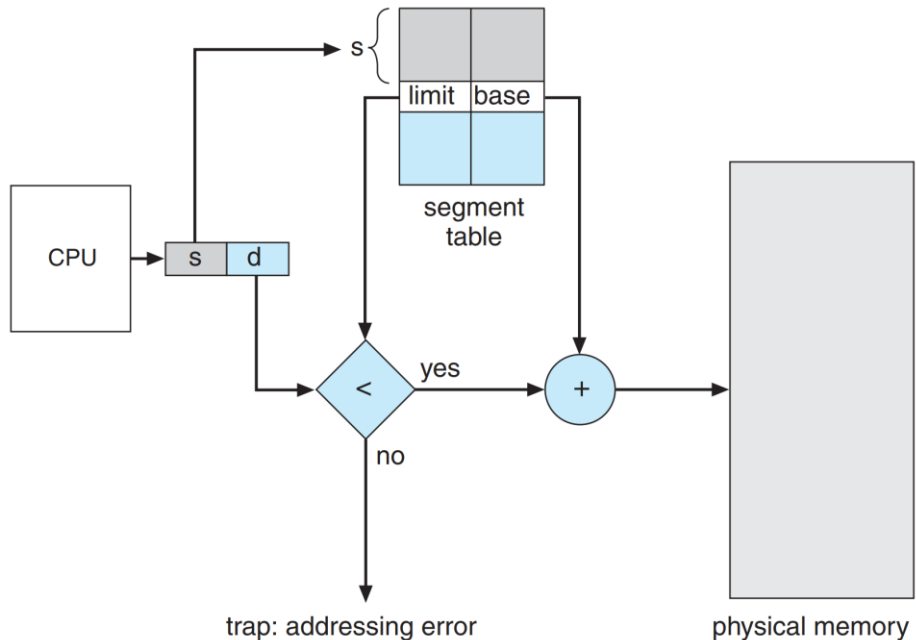 s
limit base
segment
table
CPU
s d
<
yes
+
no
trap: addressing error
physical memory